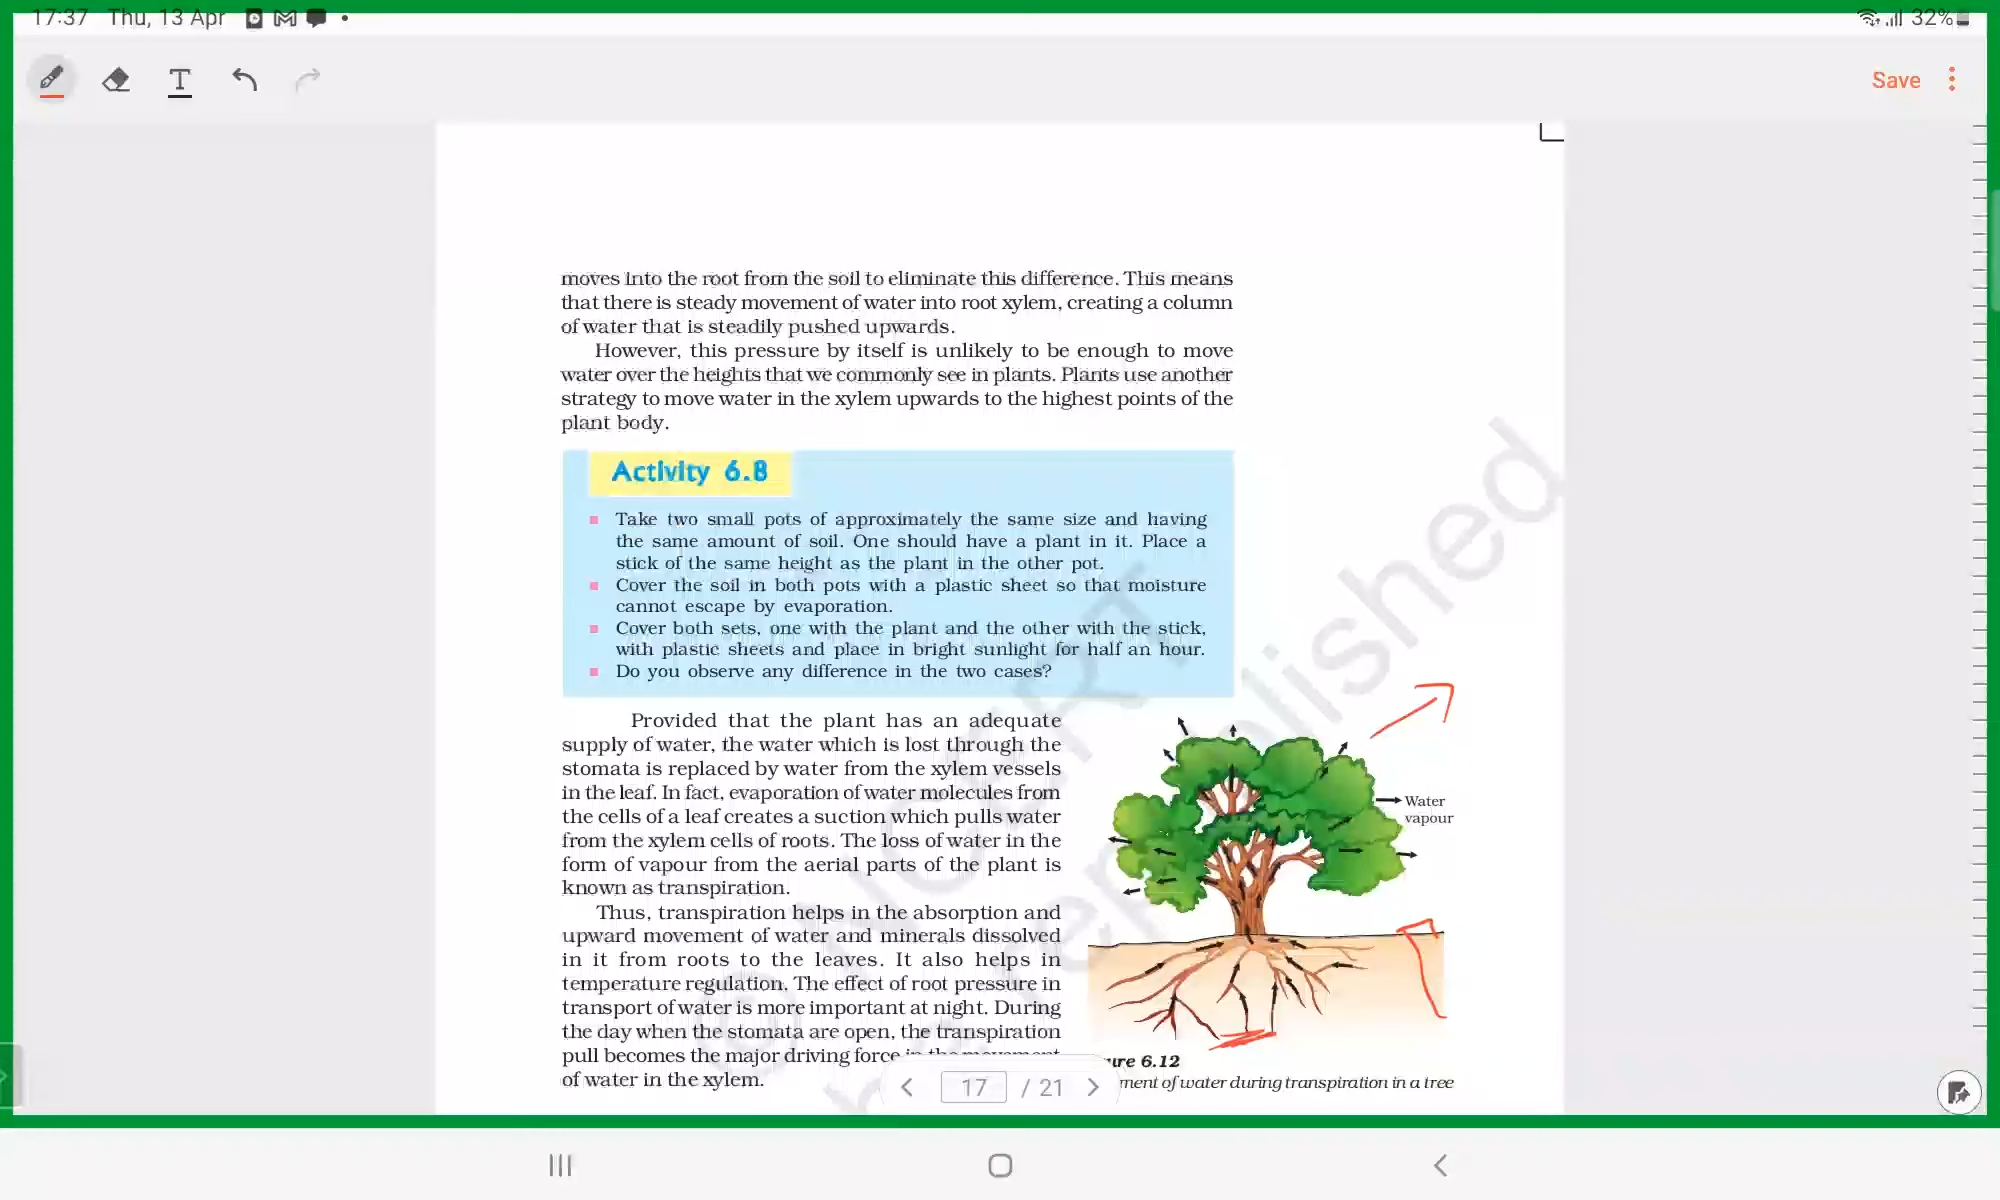 17:37 Thu, 13 Apr
32%
T
Save
moves into the root from the soil to eliminate this difference. This means
that there is steady movement of water into root xylem, creating a column
of water that is steadily pushed upwards.
However, this pressure by itself is unlikely to be enough to move
water over the heights that we commonly see in plants. Plants use another
strategy to move water in the xylem upwards to the highest points of the
plant body.
Activity 6.8
Take two small pots of approximately the same size and having
the same amount of soil. One should have a plant in it. Place a
stick of the same height as the plant in the other pot.
Cover the soil in both pots with a plastic sheet so that moisture
cannot escape by evaporation.
Cover both sets, one with the plant and the other with the stick,
with plastic sheets and place in bright sunlight for half an hour.
Do you observe any difference in the two cases?
Provided that the plant has an adequate
supply of water, the water which is lost through the
stomata is replaced by water from the xylem vessels
in the leaf. In fact, evaporation of water molecules from
the cells of a leaf creates a suction which pulls water
from the xylem cells of roots. The loss of water in the
form of vapour from the aerial parts of the plant is
known as transpiration.
Thus, transpiration helps in the absorption and
upward movement of water and minerals dissolved
in it from roots to the leaves. It also helps in
temperature regulation. The effect of root pressure in
transport of water is more important at night. During
the day when the stomata are open, the transpiration
pull becomes the major driving force in the movement
of water in the xylem.
Water
vapour
ure 6.12
ment of water during transpiration in a tree
17 / 21
© NCERT
republished